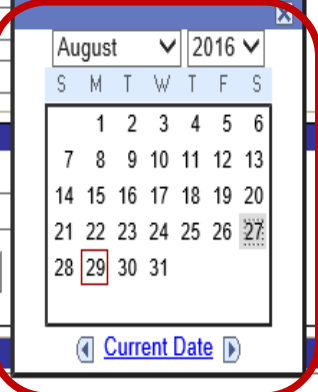 August 2016
S M T W T F S
1 2 3 4 5 6
7 8 9 10 11 12 13
14 15 16 17 18 19 20
21 22 23 24 25 26 27
28 29 30 31
Current Date